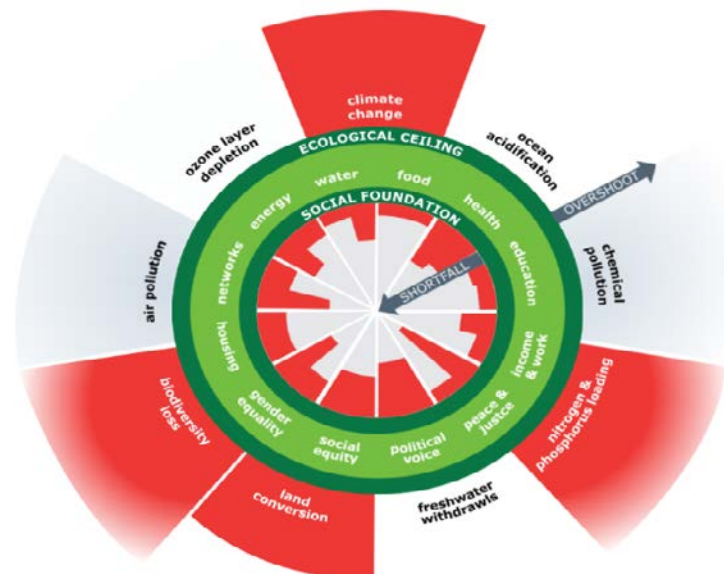 climate
change
ozone layer
depletion
ECOLOGICAL CEILING
ocean
acidification
OVERSHOOT
water
food
energy
health
SOCIAL FOUNDATION
networks
education
SHORTFALL
air pollution
chemical
pollution
housing
income
& work
gender
equality
peace &
justce
social
equity
political
voice
biodiversity
loss
nitrogen &
phosphorus loading
land
conversion
freshwater
withdrawls